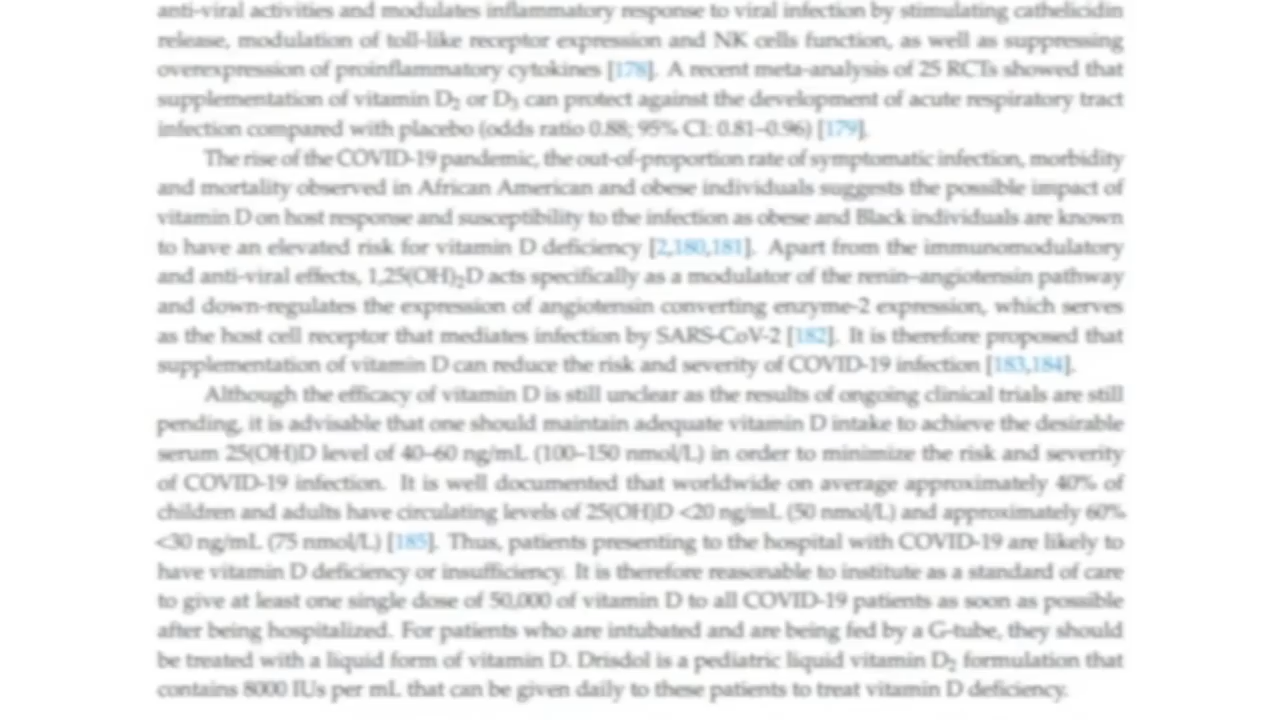 anti-viral activities and modulates inflammatory response to viral infection by stimulating cathelicidin
release, modulation of toll-like receptor expression and NK cells function, as well as suppressing
overexpression of proinflammatory cytokines [178]. A recent meta-analysis of 25 RCTs showed that
supplementation of vitamin D₂ or D₃ can protect against the development of acute respiratory tract
infection compared with placebo (odds ratio 0.88; 95% CI: 0.81–0.96) [179].
The rise of the COVID-19 pandemic, the out-of-proportion rate of symptomatic infection, morbidity
and mortality observed in African American and obese individuals suggests the possible impact of
vitamin D on host response and susceptibility to the infection as obese and Black individuals are known
to have an elevated risk for vitamin D deficiency [2,180,181]. Apart from the immunomodulatory
and anti-viral effects, 1,25(OH)₂D acts specifically as a modulator of the renin–angiotensin pathway
and down-regulates the expression of angiotensin converting enzyme-2 expression, which serves
as the host cell receptor that mediates infection by SARS-CoV-2 [182]. It is therefore proposed that
supplementation of vitamin D can reduce the risk and severity of COVID-19 infection [183,184].
Although the efficacy of vitamin D is still unclear as the results of ongoing clinical trials are still
pending, it is advisable that one should maintain adequate vitamin D intake to achieve the desirable
serum 25(OH)D level of 40–60 ng/mL (100–150 nmol/L) in order to minimize the risk and severity
of COVID-19 infection. It is well documented that worldwide on average approximately 40% of
children and adults have circulating levels of 25(OH)D <20 ng/mL (50 nmol/L) and approximately 60%
<30 ng/mL (75 nmol/L) [185]. Thus, patients presenting to the hospital with COVID-19 are likely to
have vitamin D deficiency or insufficiency. It is therefore reasonable to institute as a standard of care
to give at least one single dose of 50,000 of vitamin D to all COVID-19 patients as soon as possible
after being hospitalized. For patients who are intubated and are being fed by a G-tube, they should
be treated with a liquid form of vitamin D. Drisdol is a pediatric liquid vitamin D₂ formulation that
contains 8000 IUs per mL that can be given daily to these patients to treat vitamin D deficiency.